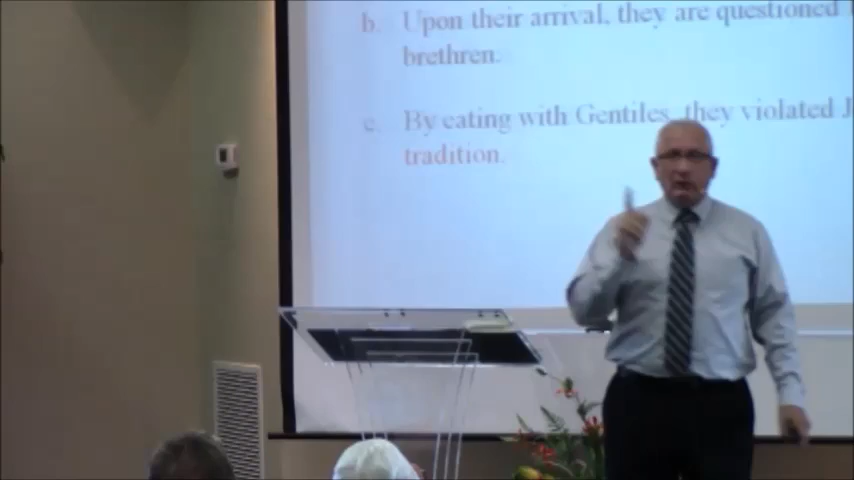 b. Upon their arrival, they are questioned
brethren.
c. By eating with Gentiles, they violated J
tradition.